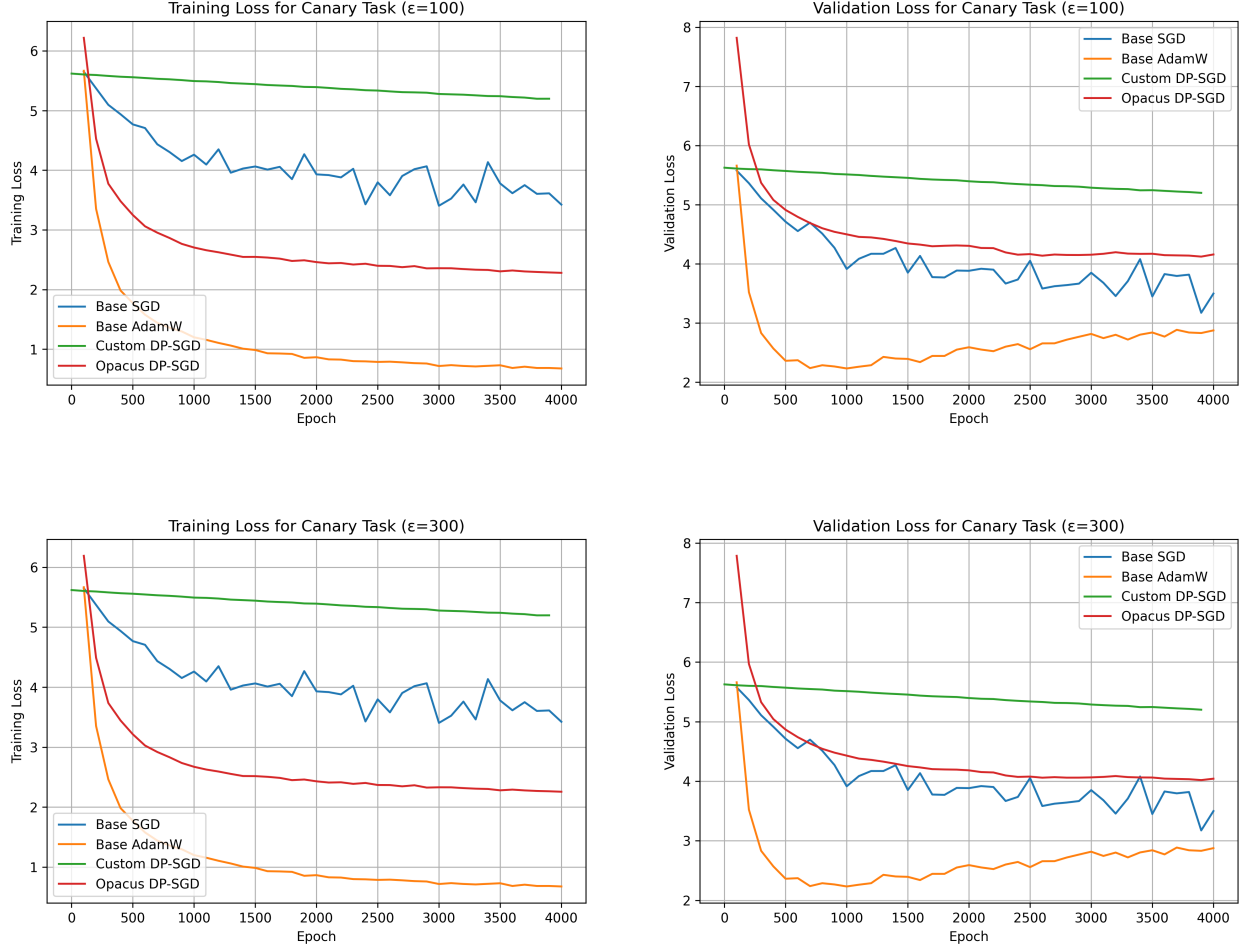 Training Loss for Canary Task (ε=100)
Training Loss
6
5
4
3
2
1
Base SGD
Base AdamW
Custom DP-SGD
Opacus DP-SGD
0 500 1000 1500 2000 2500 3000 3500 4000
Epoch
Validation Loss for Canary Task (ε=100)
Validation Loss
8
7
6
5
4
3
2
Base SGD
Base AdamW
Custom DP-SGD
Opacus DP-SGD
0 500 1000 1500 2000 2500 3000 3500 4000
Epoch
Training Loss for Canary Task (ε=300)
Training Loss
6
5
4
3
2
1
Base SGD
Base AdamW
Custom DP-SGD
Opacus DP-SGD
0 500 1000 1500 2000 2500 3000 3500 4000
Epoch
Validation Loss for Canary Task (ε=300)
Validation Loss
8
7
6
5
4
3
2
Base SGD
Base AdamW
Custom DP-SGD
Opacus DP-SGD
0 500 1000 1500 2000 2500 3000 3500 4000
Epoch